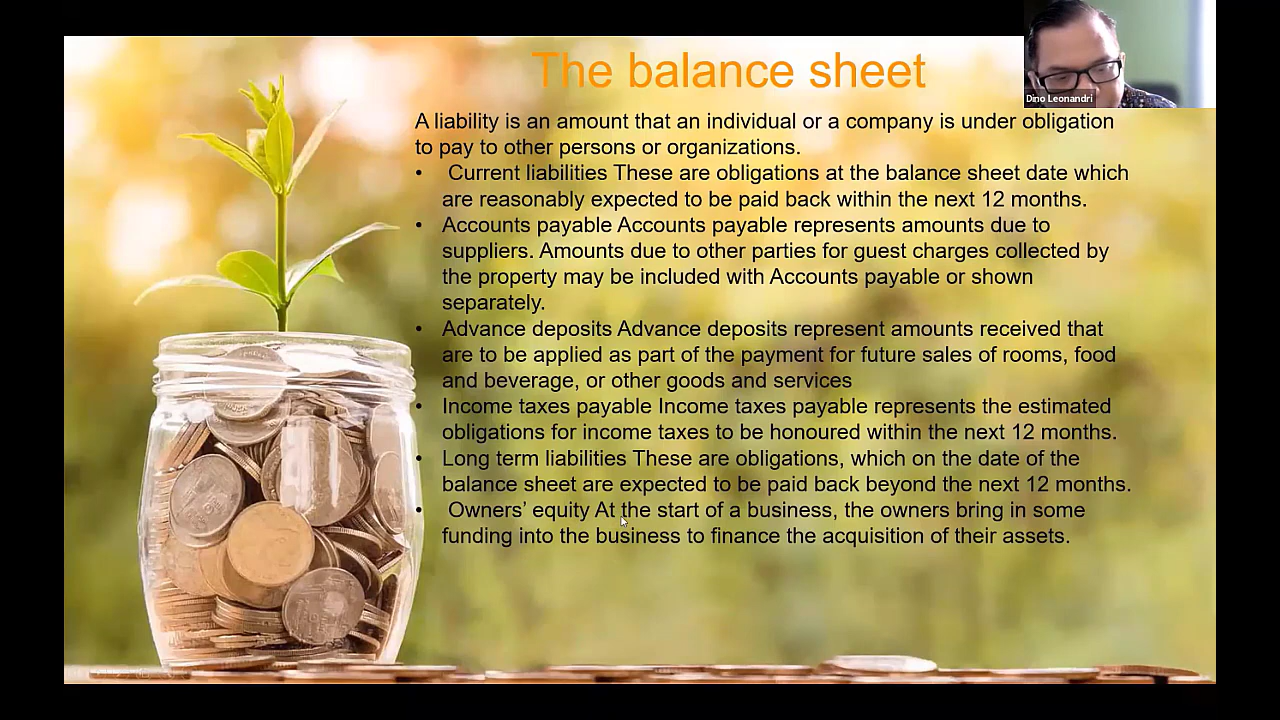 The balance sheet
Dino Leonandri
A liability is an amount that an individual or a company is under obligation
to pay to other persons or organizations.
• Current liabilities These are obligations at the balance sheet date which
are reasonably expected to be paid back within the next 12 months.
• Accounts payable Accounts payable represents amounts due to
suppliers. Amounts due to other parties for guest charges collected by
the property may be included with Accounts payable or shown
separately.
• Advance deposits Advance deposits represent amounts received that
are to be applied as part of the payment for future sales of rooms, food
and beverage, or other goods and services
• Income taxes payable Income taxes payable represents the estimated
obligations for income taxes to be honoured within the next 12 months.
• Long term liabilities These are obligations, which on the date of the
balance sheet are expected to be paid back beyond the next 12 months.
• Owners’ equity At the start of a business, the owners bring in some
funding into the business to finance the acquisition of their assets.